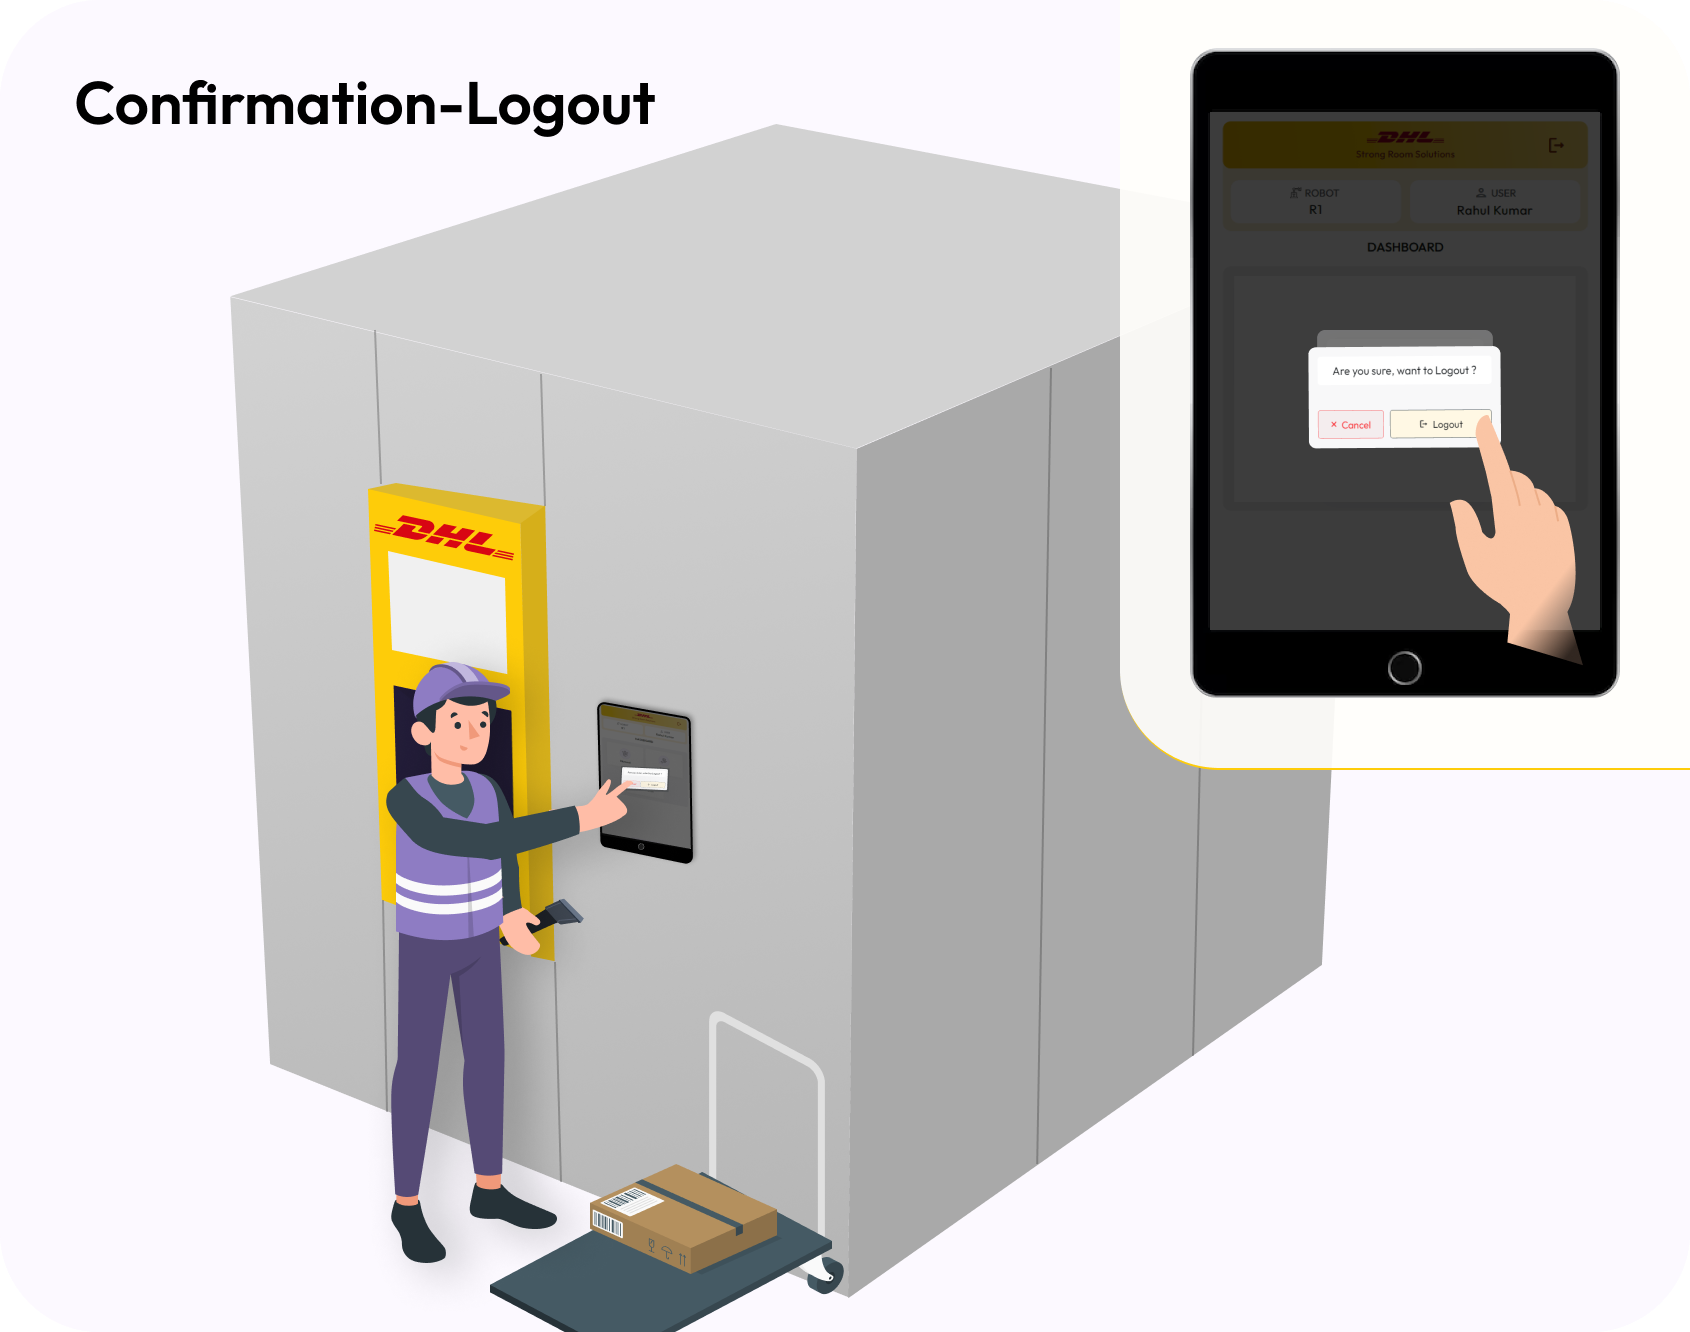 Confirmation-Logout
DHL
Strong Room Solutions
ROBOT
R1
USER
Rahul Kumar
DASHBOARD
Are you sure, want to Logout ?
× Cancel
Logout
DHL